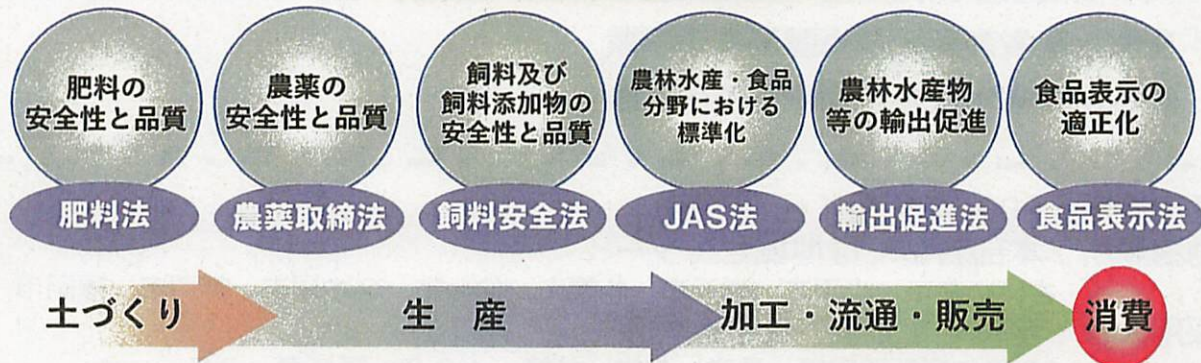 肥料の
安全性と品質
農薬の
安全性と品質
飼料及び
飼料添加物の
安全性と品質
農林水産・食品
分野における
標準化
農林水産物
等の輸出促進
食品表示の
適正化
肥料法
農薬取締法
飼料安全法
JAS法
輸出促進法
食品表示法
土づくり
生 産
加工・流通・販売
消費